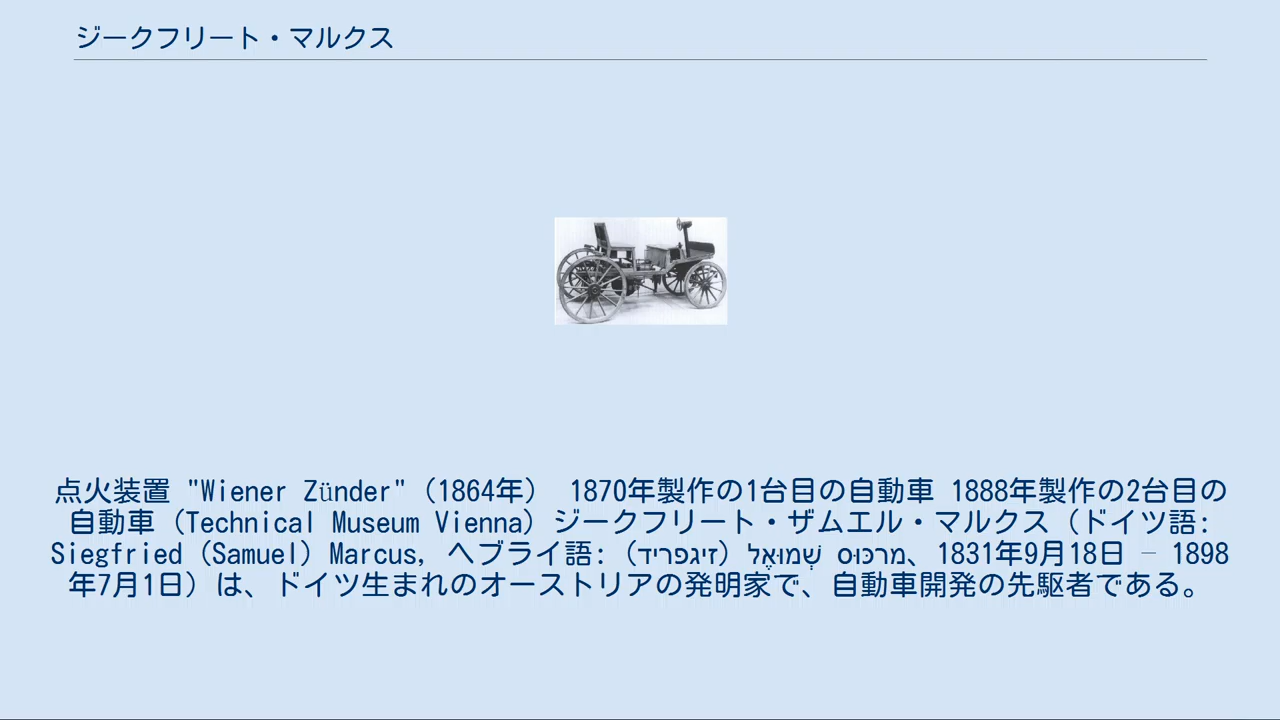 ジークフリート・マルクス
点火装置 "Wiener Zünder"（1864年） 1870年製作の1台目の自動車 1888年製作の2台目の
自動車（Technical Museum Vienna）ジークフリート・ザムエル・マルクス（ドイツ語:
Siegfried (Samuel) Marcus, ヘブライ語: (זיגפריד) שְׁמוּאֶל מרכּוּס、1831年9月18日 – 1898
年7月1日）は、ドイツ生まれのオーストリアの発明家で、自動車開発の先駆者である。